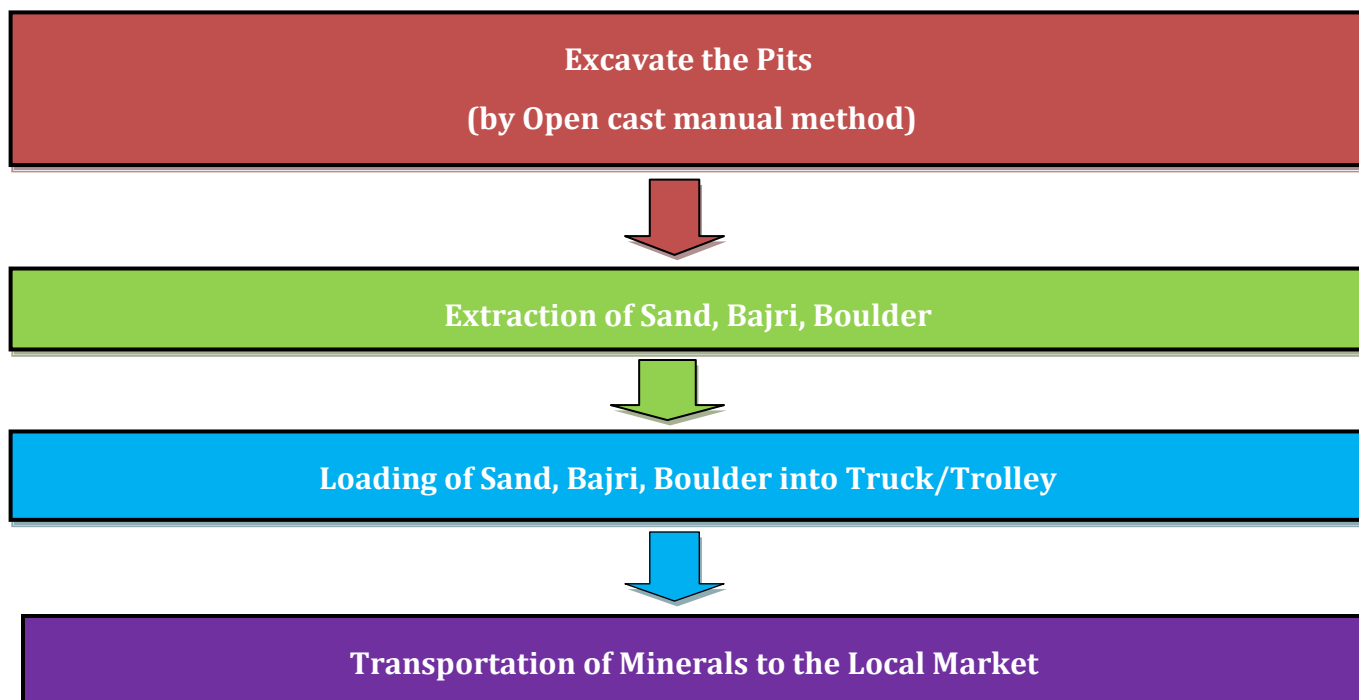 Excavate the Pits
(by Open cast manual method)
Extraction of Sand, Bajri, Boulder
Loading of Sand, Bajri, Boulder into Truck/Trolley
Transportation of Minerals to the Local Market